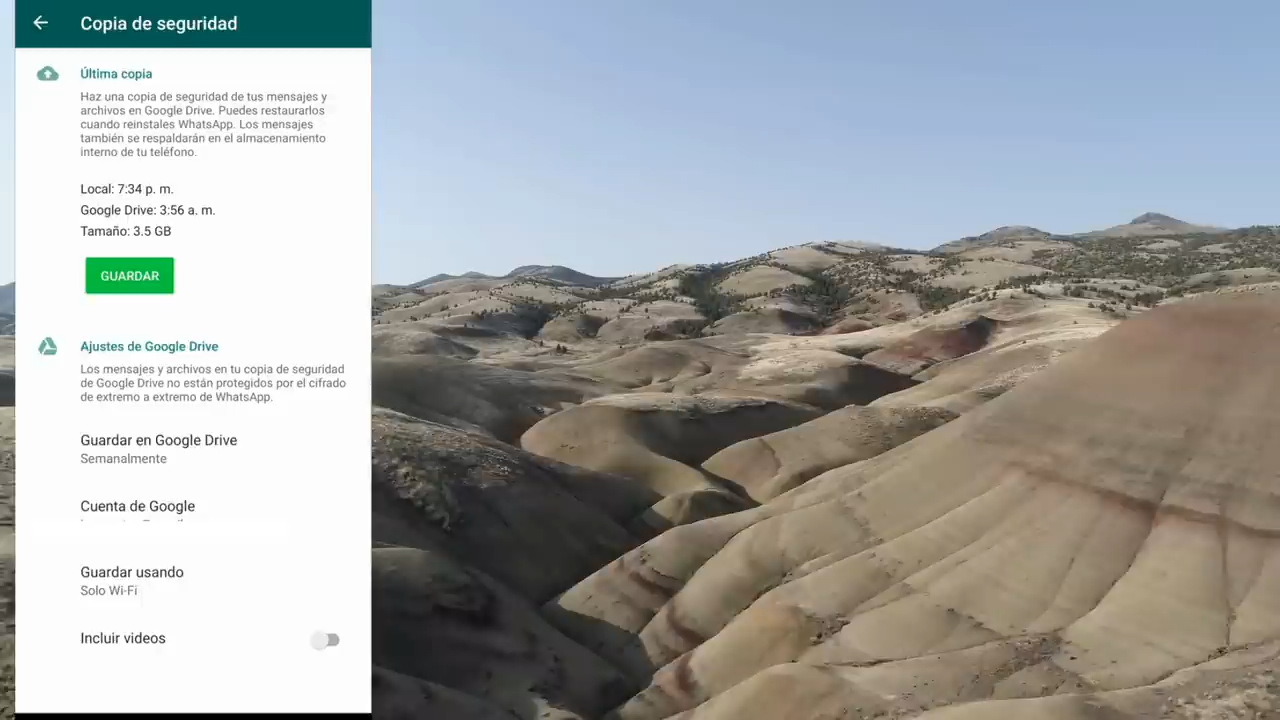 Copia de seguridad
Última copia
Haz una copia de seguridad de tus mensajes y
archivos en Google Drive. Puedes restaurarlos
cuando reinstales WhatsApp. Los mensajes
también se respaldarán en el almacenamiento
interno de tu teléfono.
Local: 7:34 p. m.
Google Drive: 3:56 a. m.
Tamaño: 3.5 GB
GUARDAR
Ajustes de Google Drive
Los mensajes y archivos en tu copia de seguridad
de Google Drive no están protegidos por el cifrado
de extremo a extremo de WhatsApp.
Guardar en Google Drive
Semanalmente
Cuenta de Google
Guardar usando
Solo Wi-Fi
Incluir videos